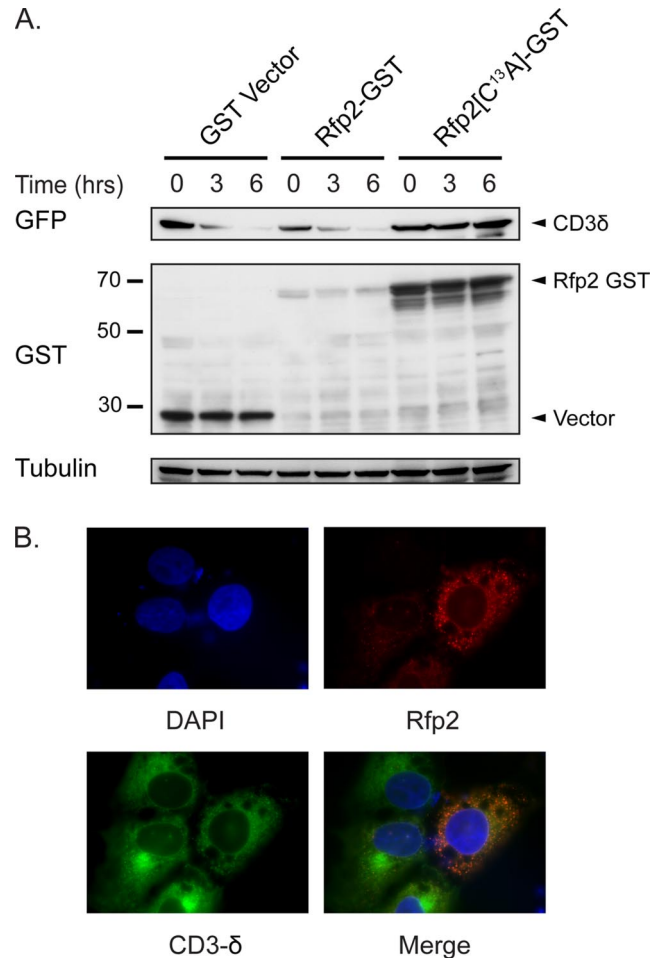 A.
GST Vector
Rfp2-GST
Rfp2[C¹³A]-GST
Time (hrs) 0 3 6 0 3 6 0 3 6
GFP
CD3δ
70
Rfp2 GST
50
GST
30
Vector
Tubulin
B.
DAPI
Rfp2
CD3-δ
Merge